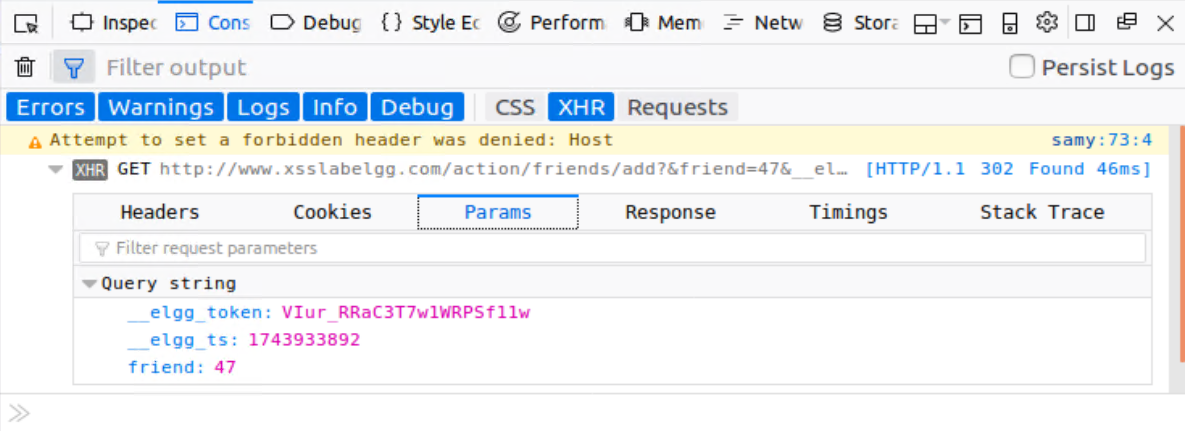 Inspec Cons Debug {} Style Ec Perform Mem Netw Stora
Filter output Persist Logs
Errors Warnings Logs Info Debug CSS XHR Requests
Attempt to set a forbidden header was denied: Host samy:73:4
XHR GET http://www.xsslabelgg.com/action/friends/add?&friend=47&__el… [HTTP/1.1 302 Found 46ms]
Headers Cookies Params Response Timings Stack Trace
Filter request parameters
Query string
__elgg_token: VIur_RRaC3T7w1WRPSf11w
__elgg_ts: 1743933892
friend: 47